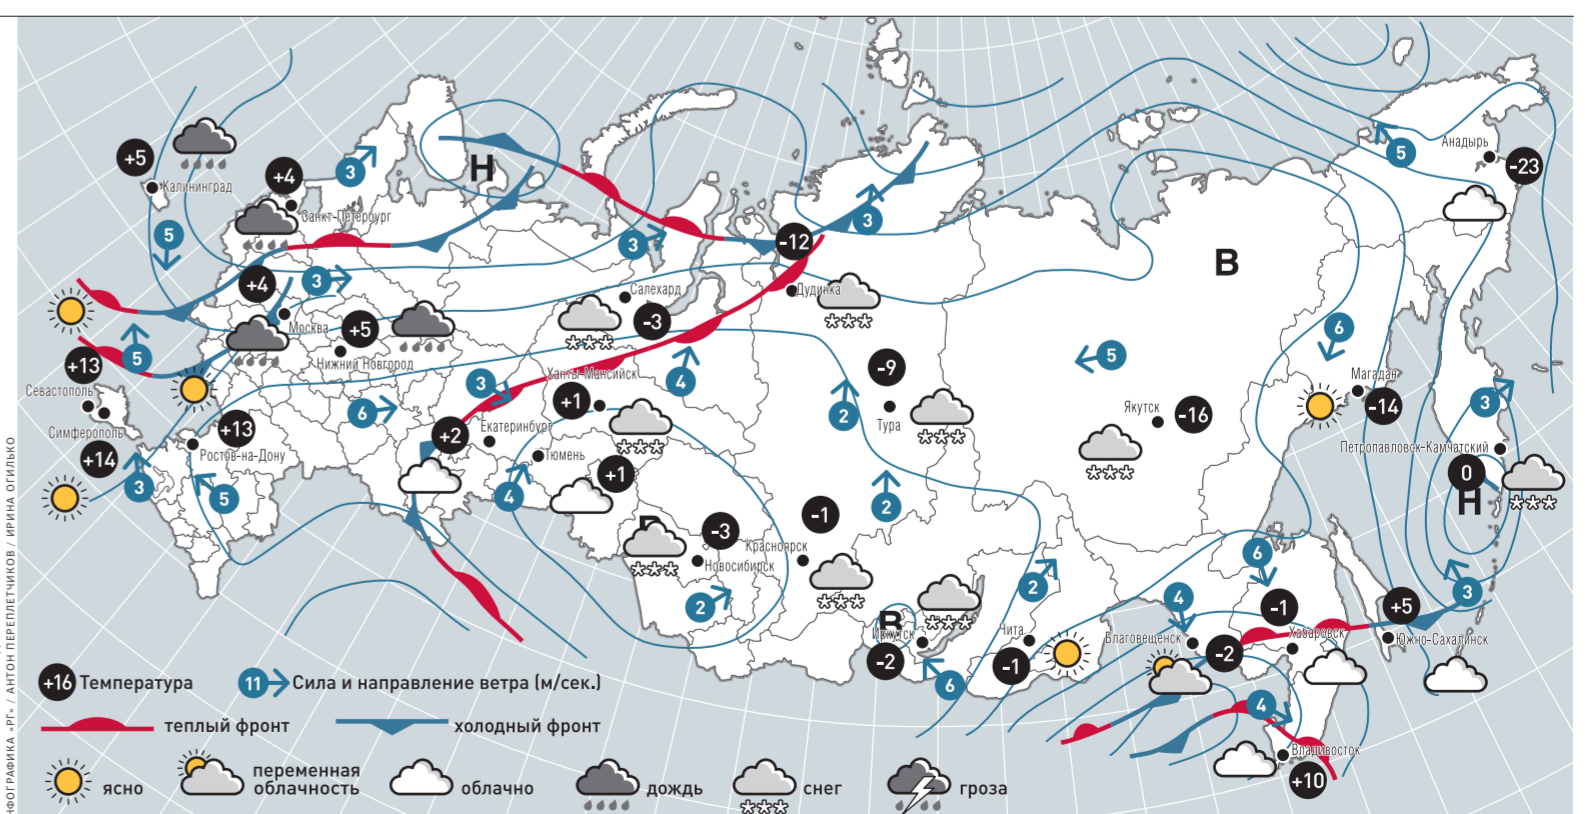 Н
+5
Калининград
+4
Санкт-Петербург
3
5
3
+4
Москва
+5
Нижний Новгород
3
Салехард
-3
-12
Дудинка
3
В
5
Анадырь
-23
5
+13
Севастополь
Симферополь
+14
3
+13
Ростов-на-Дону
5
6
3
+2
Екатеринбург
Ханты-Мансийск
+1
4
Тюмень
+1
4
-9
Тура
2
2
5
Якутск
-16
6
Магадан
-14
3
Петропавловск-Камчатский
0
Н
-3
Новосибирск
2
-1
Красноярск
В
Иркутск
-2
6
2
Чита
-1
4
Благовещенск
-2
6
-1
Хабаровск
+5
Южно-Сахалинск
3
4
Владивосток
+10
+16 Температура
11 Сила и направление ветра (м/сек.)
теплый фронт
холодный фронт
ясно
переменная
облачность
облачно
дождь
снег
гроза
НФОГРАФИКА «РГ» / АНТОН ПЕРЕПЛЕТЧИКОВ / ИРИНА ОГИЛЬКО